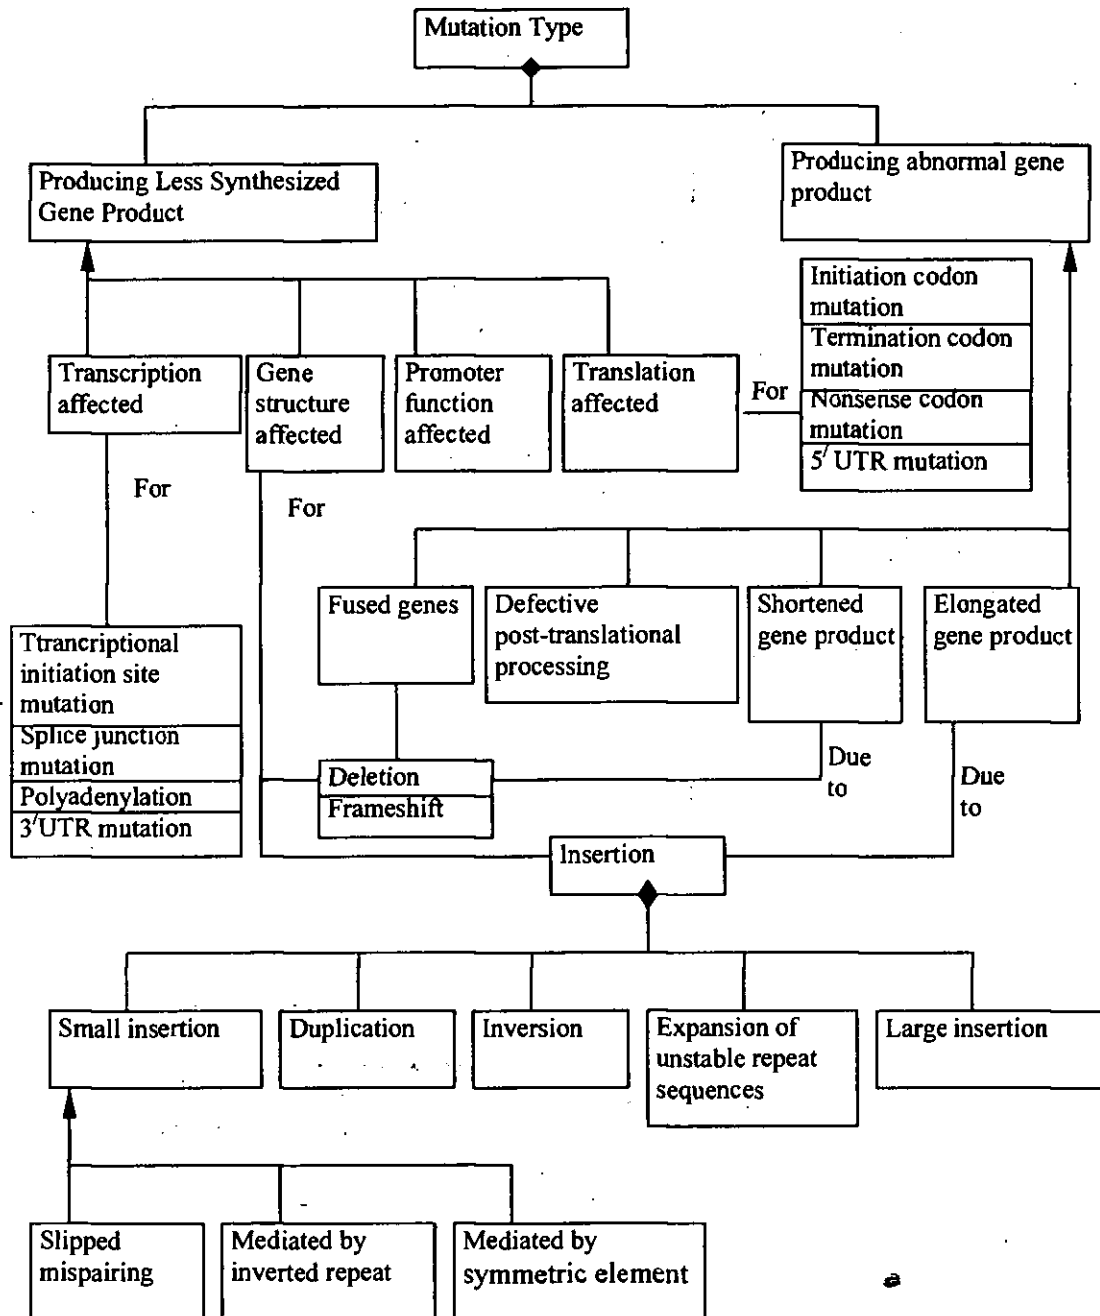 Mutation Type
Producing Less Synthesized
Gene Product
Producing abnormal gene
product
Transcription
affected
Gene
structure
affected
Promoter
function
affected
Translation
affected
For
Initiation codon
mutation
Termination codon
mutation
Nonsense codon
mutation
5′ UTR mutation
For
For
Ttrancriptional
initiation site
mutation
Splice junction
mutation
Polyadenylation
3′UTR mutation
Fused genes
Defective
post-translational
processing
Shortened
gene product
Elongated
gene product
Deletion
Frameshift
Due
to
Due
to
Insertion
Small insertion
Duplication
Inversion
Expansion of
unstable repeat
sequences
Large insertion
Slipped
mispairing
Mediated by
inverted repeat
Mediated by
symmetric element